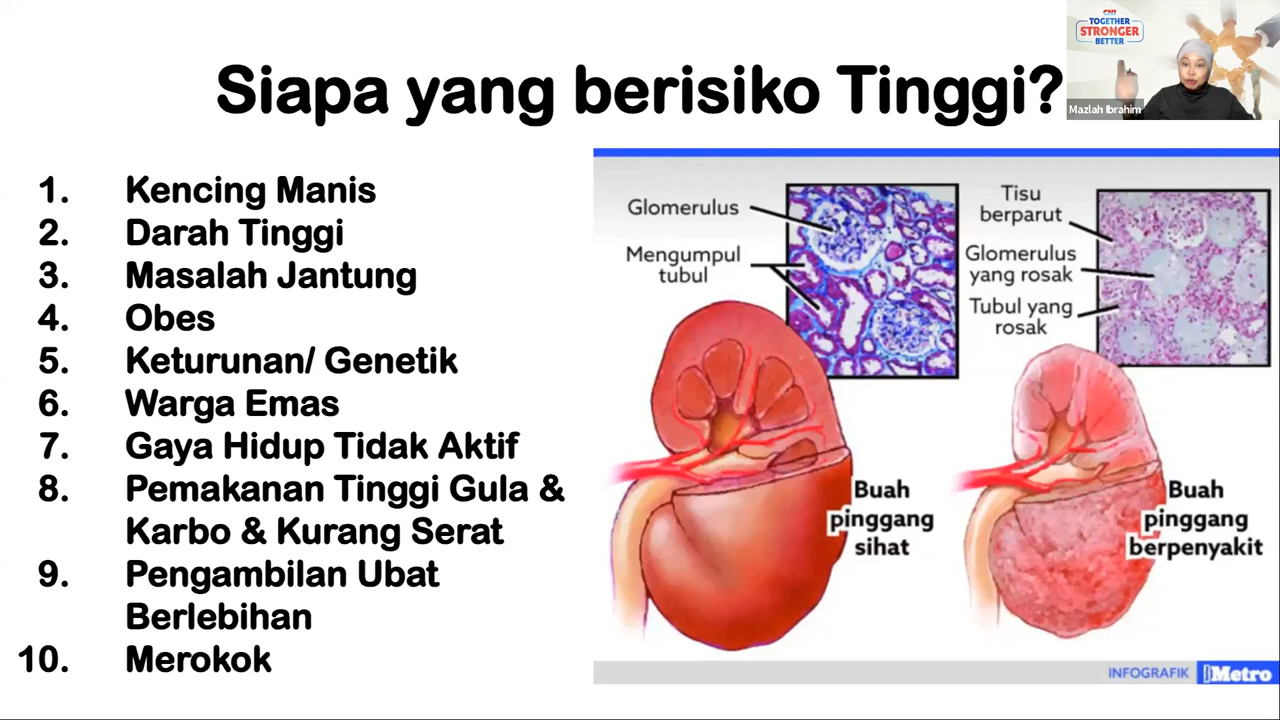 CNI
TOGETHER
STRONGER
BETTER
Mazlah Ibrahim
Siapa yang berisiko Tinggi?
1. Kencing Manis
2. Darah Tinggi
3. Masalah Jantung
4. Obes
5. Keturunan/ Genetik
6. Warga Emas
7. Gaya Hidup Tidak Aktif
8. Pemakanan Tinggi Gula &
Karbo & Kurang Serat
9. Pengambilan Ubat
Berlebihan
10. Merokok
Glomerulus
Mengumpul
tubul
Tisu
berparut
Glomerulus
yang rosak
Tubul yang
rosak
Buah
pinggang
sihat
Buah
pinggang
berpenyakit
INFOGRAFIK
Metro